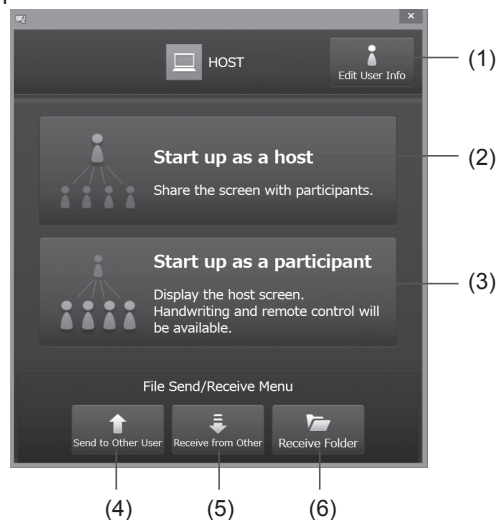 HOST
Edit User Info
(1)
Start up as a host
Share the screen with participants.
(2)
Start up as a participant
Display the host screen.
Handwriting and remote control will
be available.
(3)
File Send/Receive Menu
Send to Other User
Receive from Other
Receive Folder
(4)
(5)
(6)